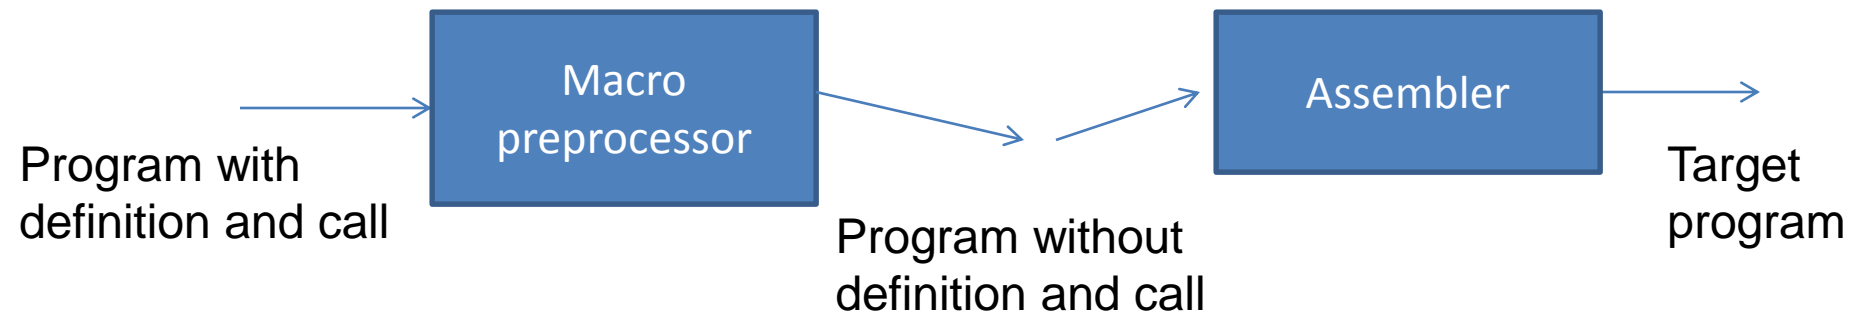 Macro
preprocessor
Assembler
Program with
definition and call
Program without
definition and call
Target
program